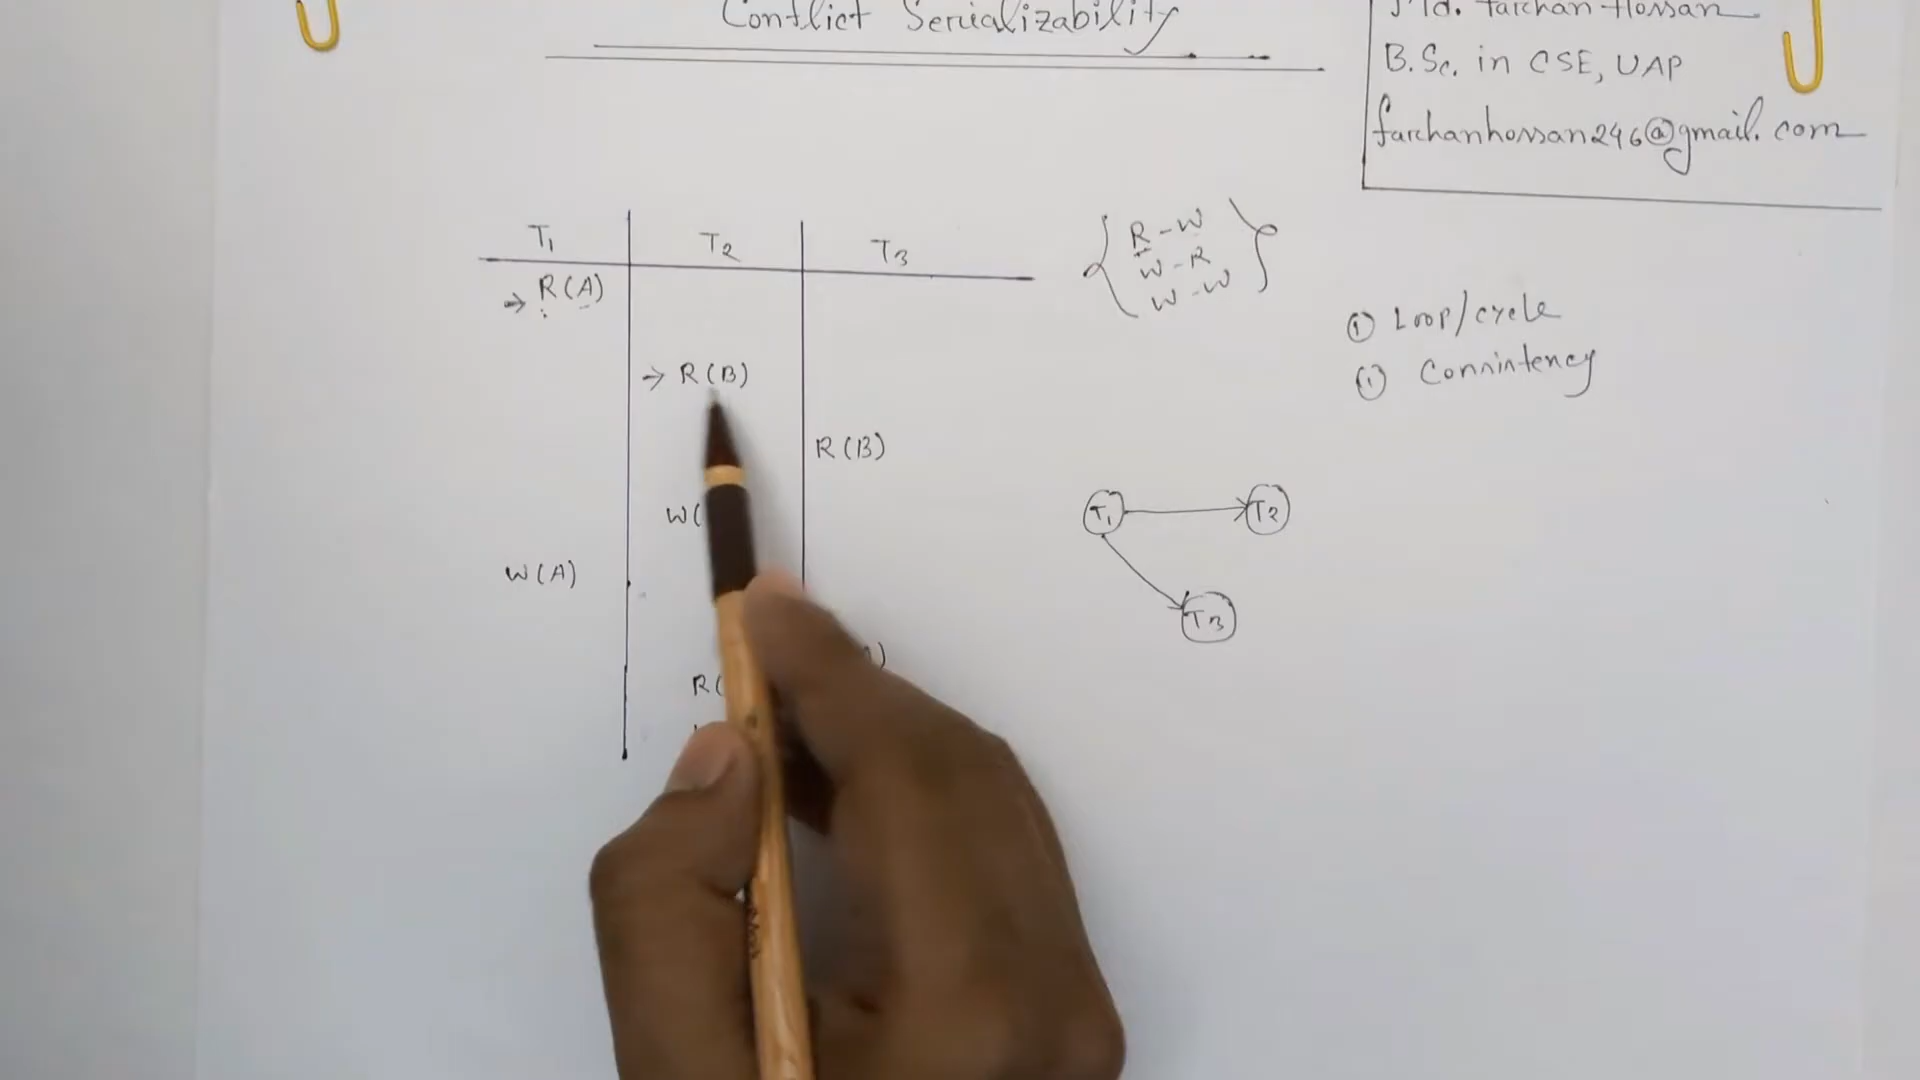 Conflict Serializability
Md. Farhan Hossan
B.Sc. in CSE, UAP
farhanhossan246@gmail.com
T1 T2 T3
R(A)
→ R(B)
R(B)
W(
W(A)
)
R(
R-W
W-R
W-W
① Loop/cycle
① Consistency
T1 T2
T3